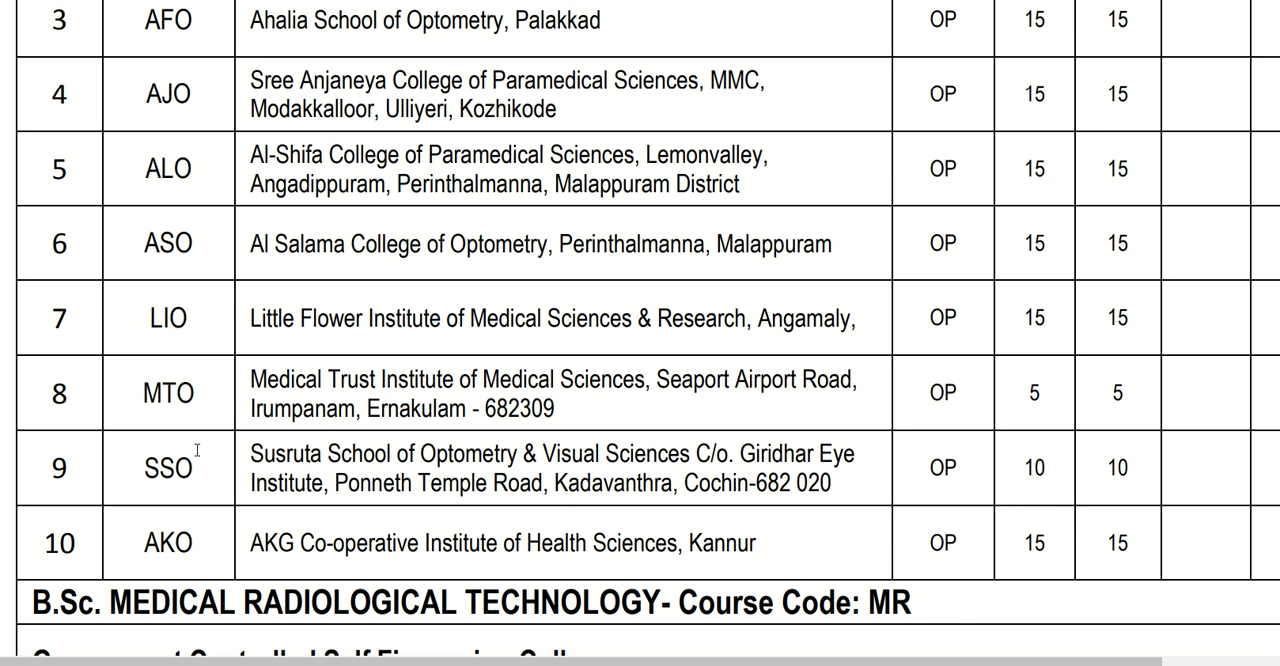 3 AFO Ahalia School of Optometry, Palakkad OP 15 15
4 AJO Sree Anjaneya College of Paramedical Sciences, MMC,
Modakkalloor, Ulliyeri, Kozhikode OP 15 15
5 ALO Al-Shifa College of Paramedical Sciences, Lemonvalley,
Angadippuram, Perinthalmanna, Malappuram District OP 15 15
6 ASO Al Salama College of Optometry, Perinthalmanna, Malappuram OP 15 15
7 LIO Little Flower Institute of Medical Sciences & Research, Angamaly, OP 15 15
8 MTO Medical Trust Institute of Medical Sciences, Seaport Airport Road,
Irumpanam, Ernakulam - 682309 OP 5 5
9 SSO Susruta School of Optometry & Visual Sciences C/o. Giridhar Eye
Institute, Ponneth Temple Road, Kadavanthra, Cochin-682 020 OP 10 10
10 AKO AKG Co-operative Institute of Health Sciences, Kannur OP 15 15
B.Sc. MEDICAL RADIOLOGICAL TECHNOLOGY- Course Code: MR